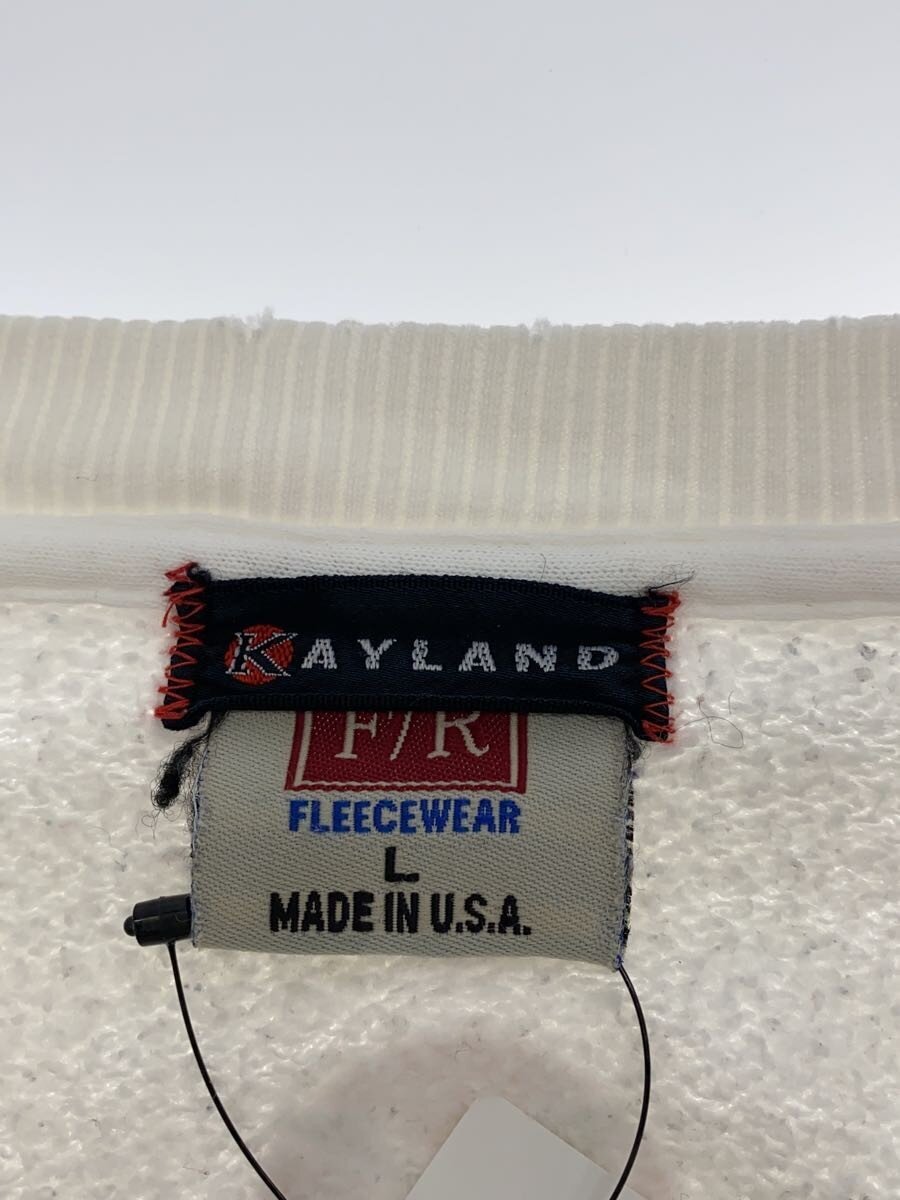 KAYLAND
F/R
FLEECEWEAR
L
MADE IN U.S.A.